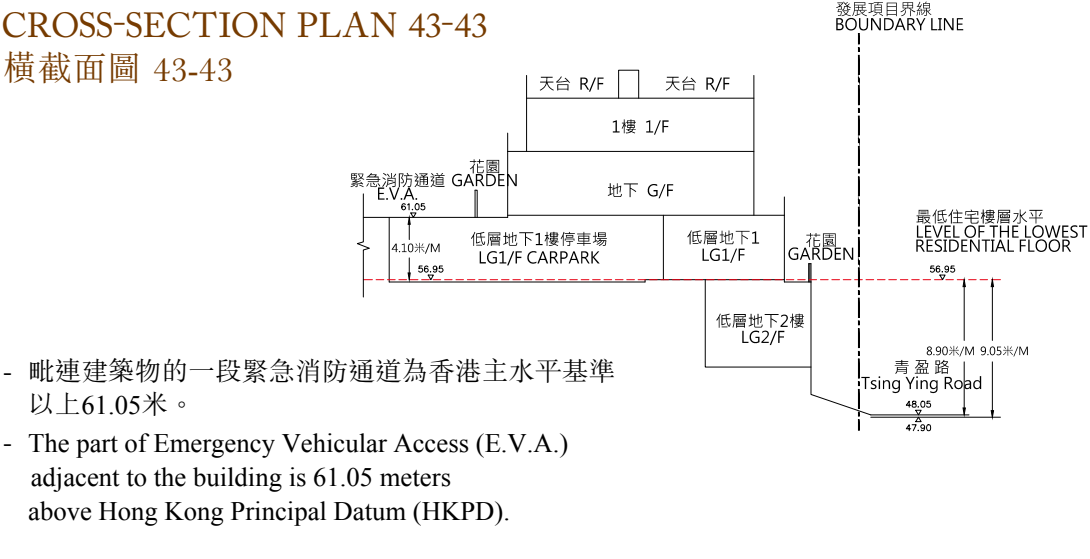 CROSS-SECTION PLAN 43-43
橫截面圖 43-43
發展項目界線
BOUNDARY LINE
天台 R/F
天台 R/F
1樓 1/F
地下 G/F
花園
GARDEN
緊急消防通道
E.V.A.
61.05
4.10米/M
56.95
低層地下1樓停車場
LG1/F CARPARK
低層地下1
LG1/F
花園
GARDEN
最低住宅樓層水平
LEVEL OF THE LOWEST
RESIDENTIAL FLOOR
56.95
低層地下2樓
LG2/F
8.90米/M
9.05米/M
青盈路
Tsing Ying Road
48.05
47.90
- 毗連建築物的一段緊急消防通道為香港主水平基準
以上61.05米。
- The part of Emergency Vehicular Access (E.V.A.)
adjacent to the building is 61.05 meters
above Hong Kong Principal Datum (HKPD).